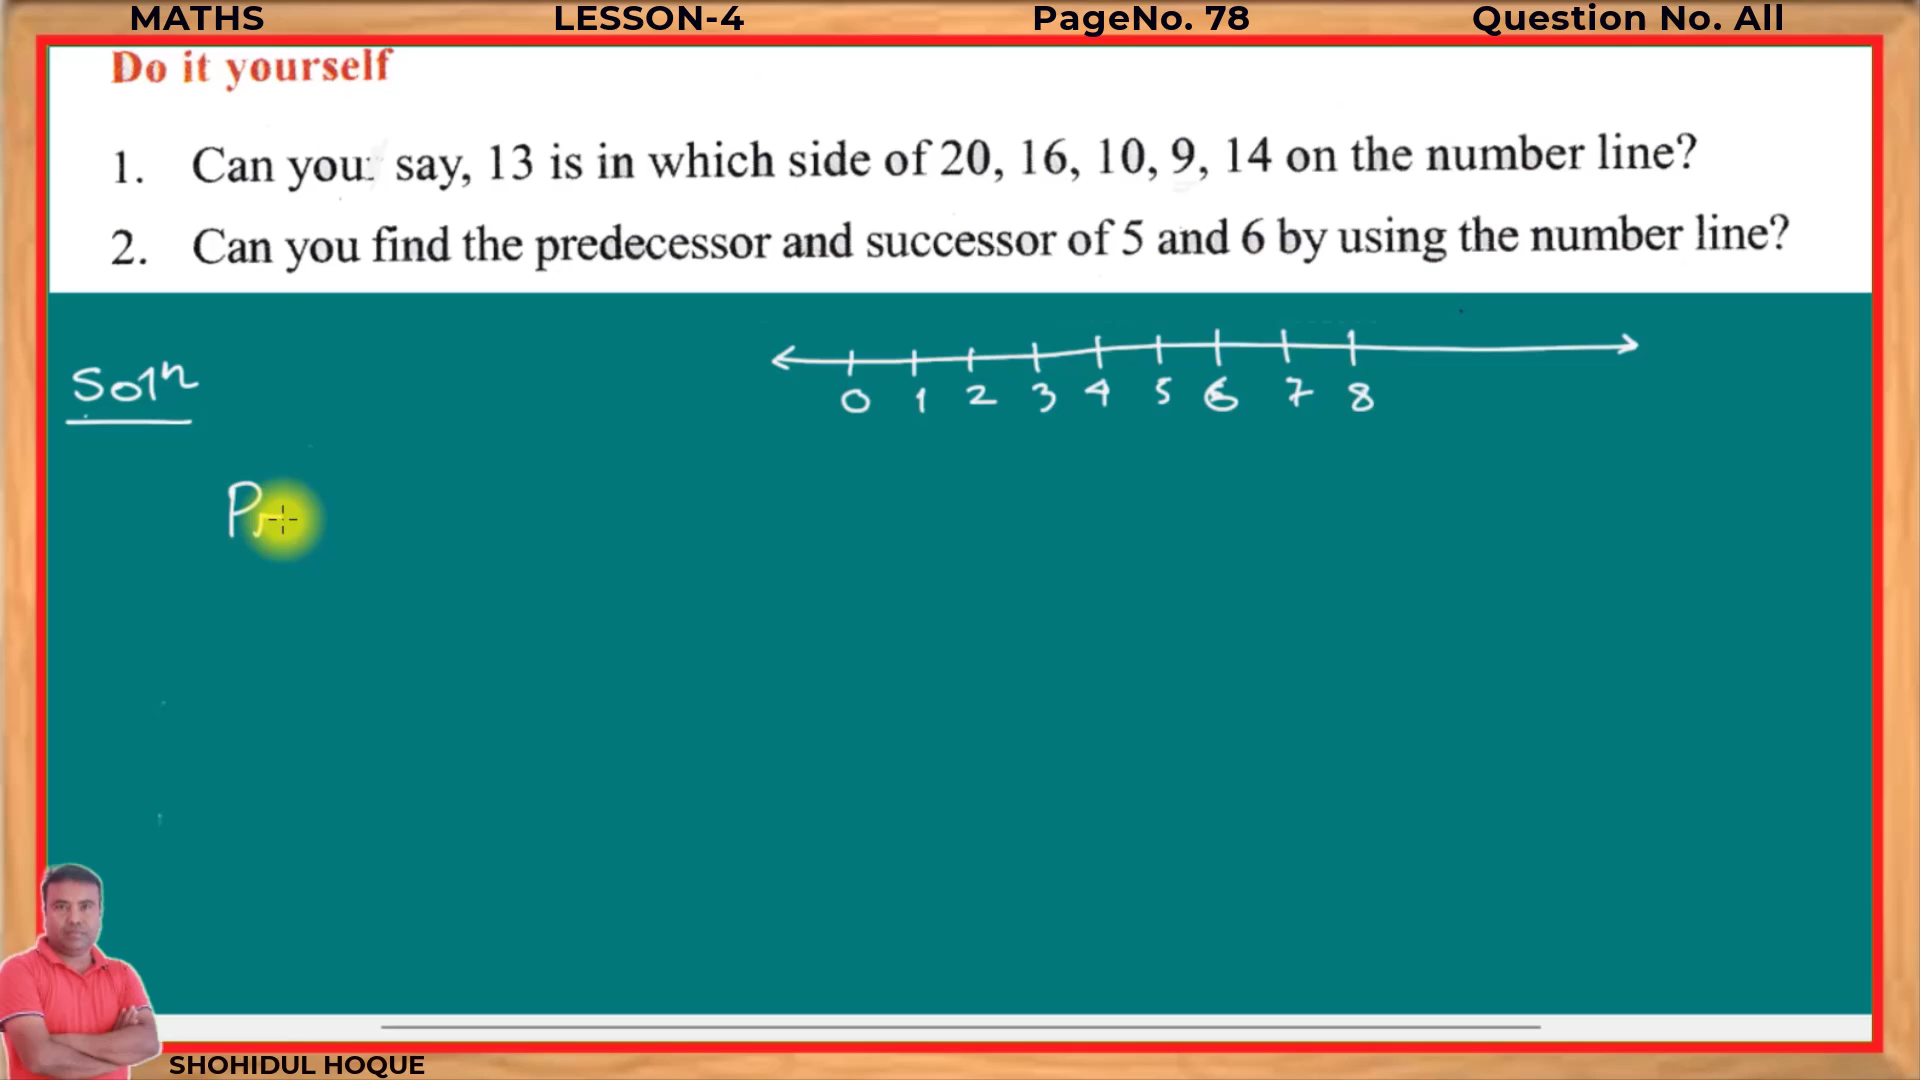 MATHS LESSON-4 PageNo. 78 Question No. All
Do it yourself
1. Can you say, 13 is in which side of 20, 16, 10, 9, 14 on the number line?
2. Can you find the predecessor and successor of 5 and 6 by using the number line?
Solⁿ
0 1 2 3 4 5 6 7 8
Pr
SHOHIDUL HOQUE